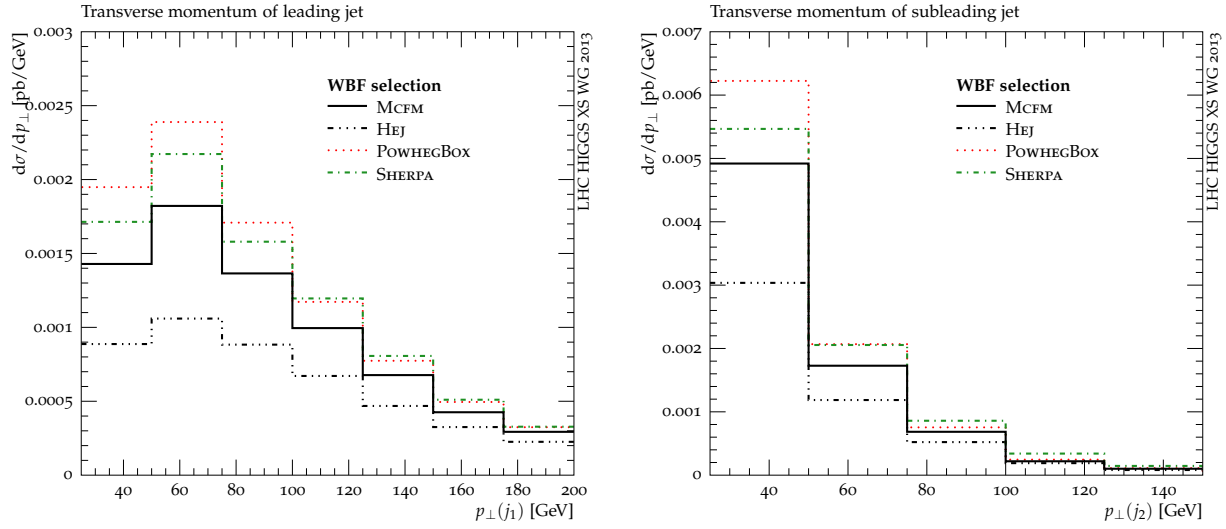 Transverse momentum of leading jet
0.003
0.0025
0.002
0.0015
0.001
0.0005
0
dσ/dp⊥ [pb/GeV]
WBF selection
MCFM
HEJ
POWHEGBOX
SHERPA
LHC HIGGS XS WG 2013
40 60 80 100 120 140 160 180 200
p⊥(j1) [GeV]
Transverse momentum of subleading jet
0.007
0.006
0.005
0.004
0.003
0.002
0.001
0
dσ/dp⊥ [pb/GeV]
WBF selection
MCFM
HEJ
POWHEGBOX
SHERPA
LHC HIGGS XS WG 2013
40 60 80 100 120 140
p⊥(j2) [GeV]